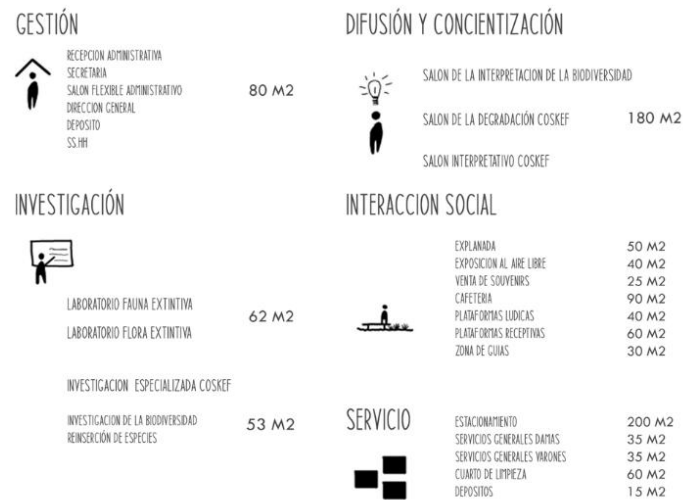 GESTIÓN
RECEPCION ADMINISTRATIVA
SECRETARIA
SALON FLEXIBLE ADMINISTRATIVO
DIRECCION GENERAL
DEPOSITO
SS.HH
80 M2
DIFUSIÓN Y CONCIENTIZACIÓN
SALON DE LA INTERPRETACION DE LA BIODIVERSIDAD
SALON DE LA DEGRADACIÓN COSKEF
180 M2
SALON INTERPRETATIVO COSKEF
INVESTIGACIÓN
LABORATORIO FAUNA EXTINTIVA
LABORATORIO FLORA EXTINTIVA
62 M2
INVESTIGACION ESPECIALIZADA COSKEF
INVESTIGACION DE LA BIODIVERSIDAD
REINSERCIÓN DE ESPECIES
53 M2
INTERACCION SOCIAL
EXPLANADA 50 M2
EXPOSICION AL AIRE LIBRE 40 M2
VENTA DE SOUVENIRS 25 M2
CAFETERIA 90 M2
PLATAFORMAS LUDICAS 40 M2
PLATAFORMAS RECEPTIVAS 60 M2
ZONA DE GUIAS 30 M2
SERVICIO
ESTACIONAMIENTO 200 M2
SERVICIOS GENERALES DAMAS 35 M2
SERVICIOS GENERALES VARONES 35 M2
CUARTO DE LIMPIEZA 60 M2
DEPOSITOS 15 M2